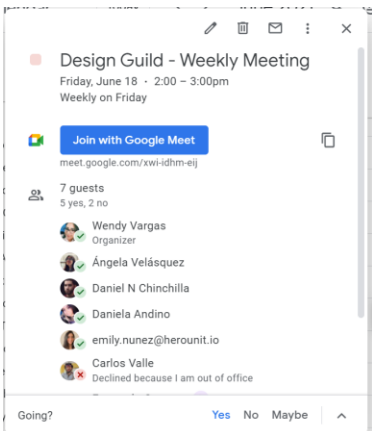 Design Guild - Weekly Meeting
Friday, June 18 · 2:00 – 3:00pm
Weekly on Friday
Join with Google Meet
meet.google.com/xwi-idhm-eij
7 guests
5 yes, 2 no
Wendy Vargas
Organizer
Ángela Velásquez
Daniel N Chinchilla
Daniela Andino
emily.nunez@herounit.io
Carlos Valle
Declined because I am out of office
Going?
Yes No Maybe